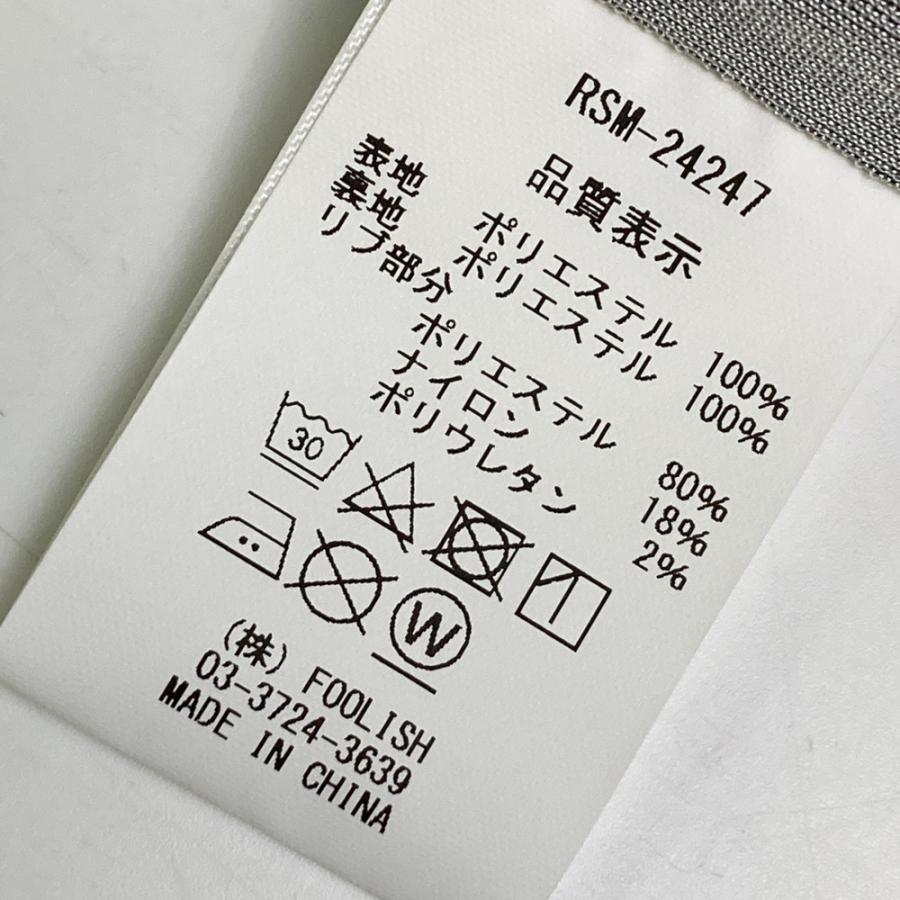 RSM-24247
品質表示
表地 ポリエステル 100%
裏地 ポリエステル 100%
リブ部分
ポリエステル 80%
ナイロン 18%
ポリウレタン 2%
30
W
(株) FOOLISH
03-3724-3639
MADE IN CHINA